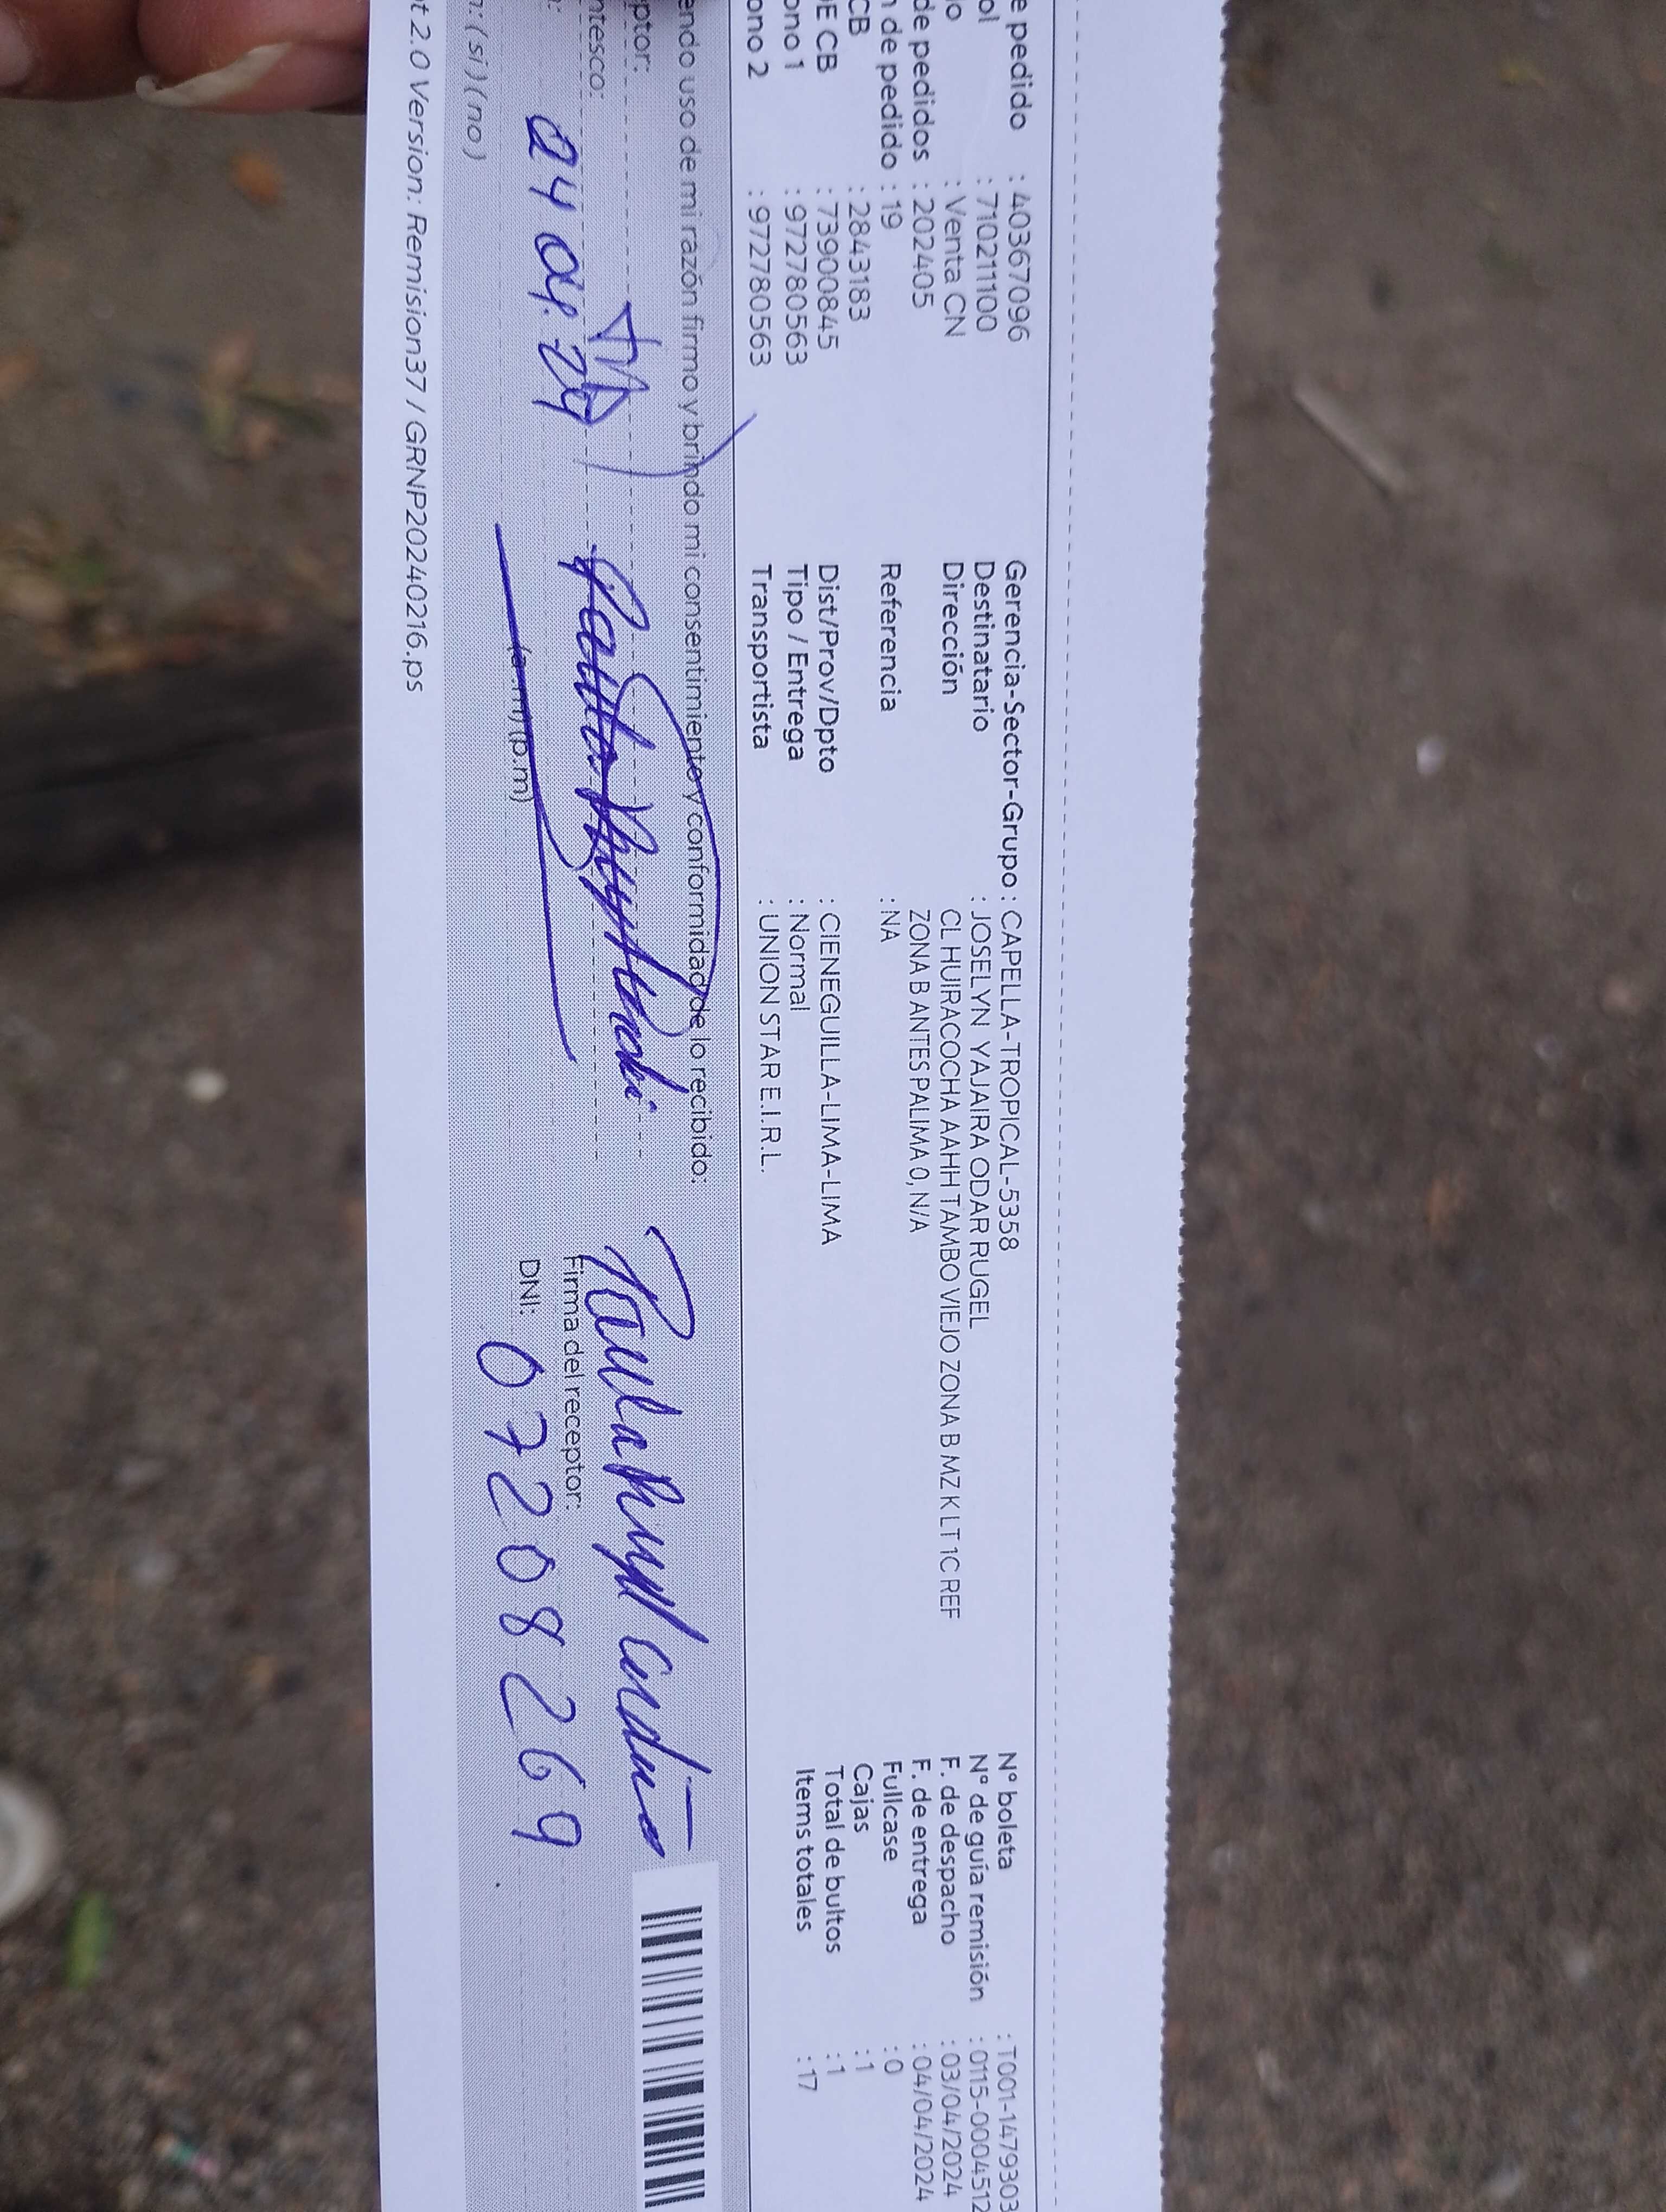 e pedido : 40367096
ol : 710211100
o : Venta CN
de pedidos : 202405
n de pedido : 19
CB : 2843183
E CB : 73900845
ono 1 : 972780563
ono 2 : 972780563
Gerencia-Sector-Grupo : CAPELLA-TROPICAL-5358
Destinatario : JOSELYN YAJAIRA ODAR RUGEL
Dirección CL HUIRACOCHA AAHH TAMBO VIEJO ZONA B MZ K LT 1C REF
ZONA B ANTES PALIMA 0, N/A
Referencia : NA
Dist/Prov/Dpto : CIENEGUILLA-LIMA-LIMA
Tipo / Entrega : Normal
Transportista : UNION STAR E.I.R.L.
N° boleta : T001-1479303
N° de guía remisión : 0115-0004512
F. de despacho : 03/04/2024
F. de entrega : 04/04/2024
Fullcase : 0
Cajas : 1
Total de bultos : 1
Items totales : 17
endo uso de mi razón firmo y brindo mi consentimiento y conformidad de lo recibido:
ptor:
ntesco:
(a.m) (p.m)
Paula
Firma del receptor:
DNI: 07208269
n: ( si ) ( no )
t 2.0 Version: Remision37 / GRNP20240216.ps